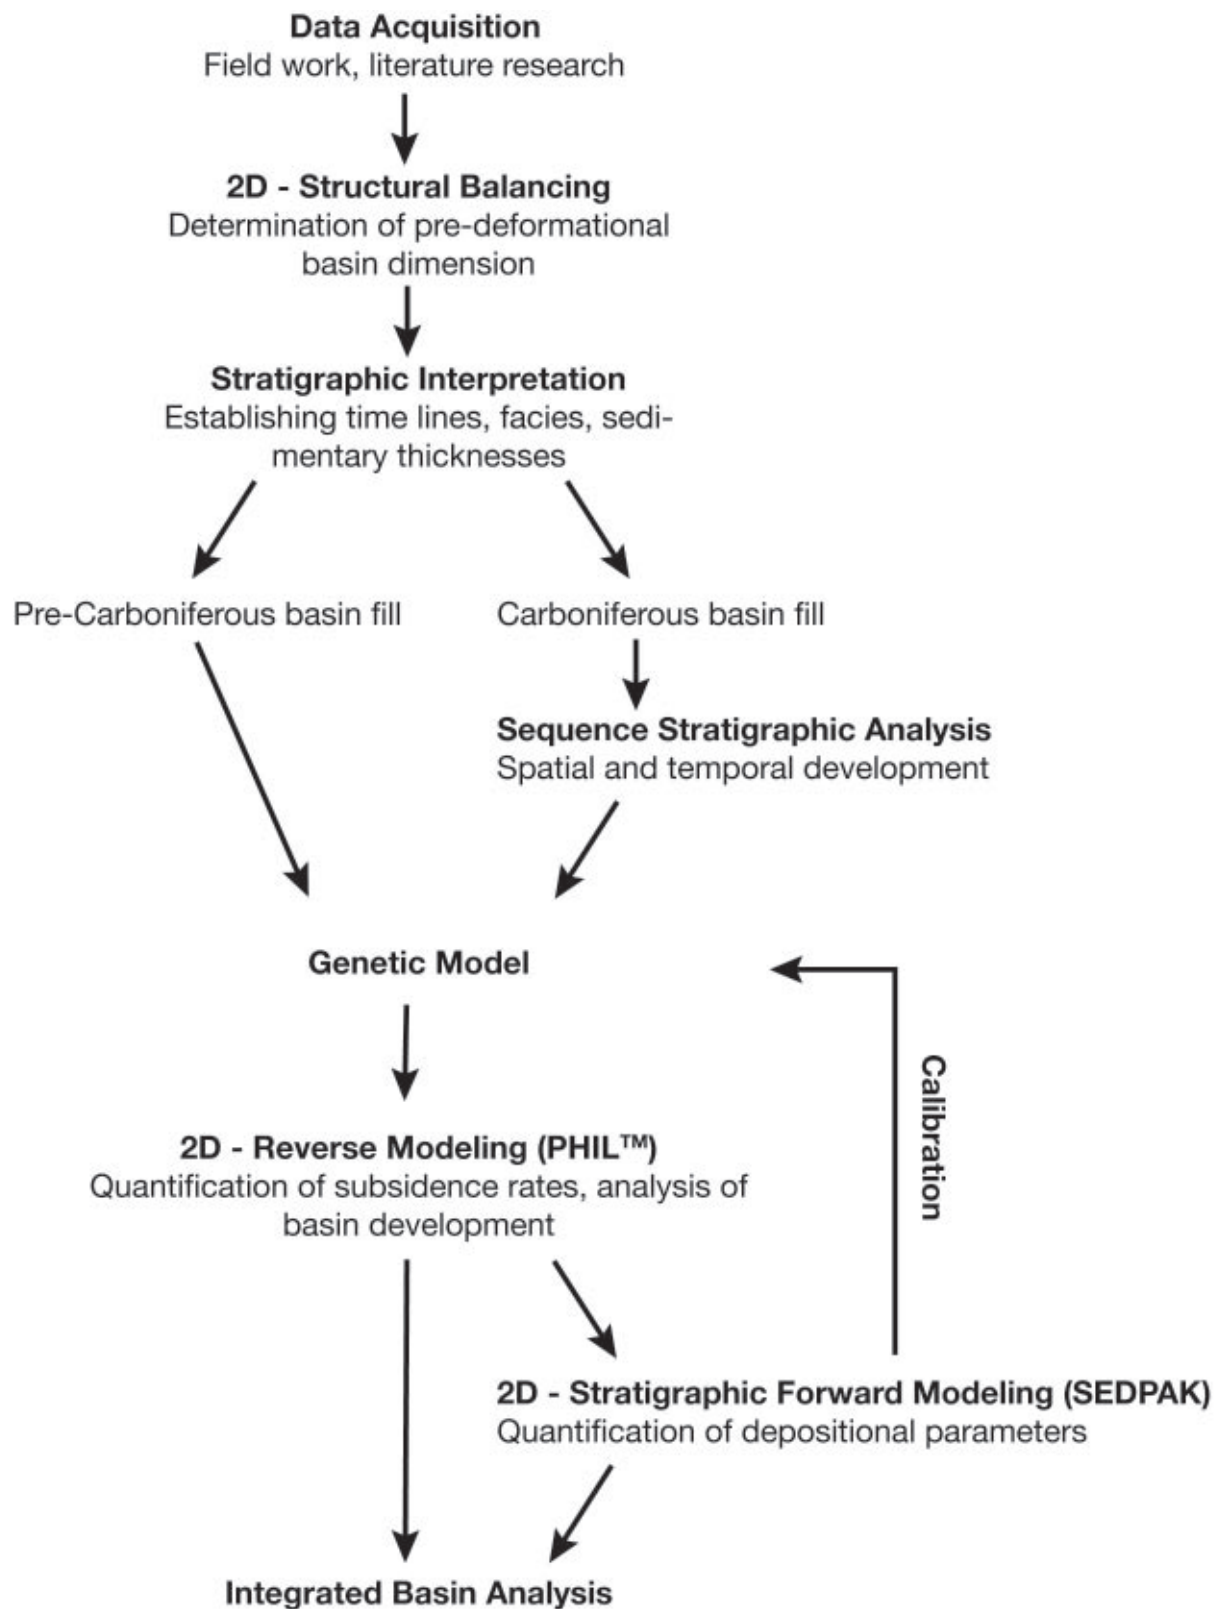 Data Acquisition
Field work, literature research
2D - Structural Balancing
Determination of pre-deformational
basin dimension
Stratigraphic Interpretation
Establishing time lines, facies, sedi-
mentary thicknesses
Pre-Carboniferous basin fill
Carboniferous basin fill
Sequence Stratigraphic Analysis
Spatial and temporal development
Genetic Model
Calibration
2D - Reverse Modeling (PHIL™)
Quantification of subsidence rates, analysis of
basin development
2D - Stratigraphic Forward Modeling (SEDPAK)
Quantification of depositional parameters
Integrated Basin Analysis